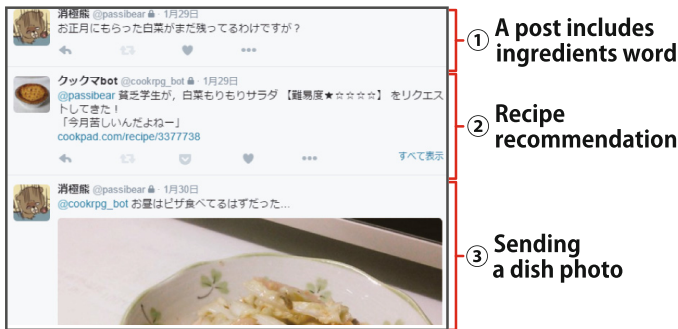 消極熊 @passibear 1月29日
お正月にもらった白菜がまだ残ってるわけですが？
クックマbot @cookrpg_bot · 1月29日
@passibear 貧乏学生が，白菜もりもりサラダ 【難易度★☆☆☆☆】 をリクエス
トしてきた！
「今月苦しいんだよねー」
cookpad.com/recipe/3377738
すべて表示
消極熊 @passibear · 1月30日
@cookrpg_bot お昼はピザ食べてるはずだった...
① A post includes
ingredients word
② Recipe
recommendation
③ Sending
a dish photo